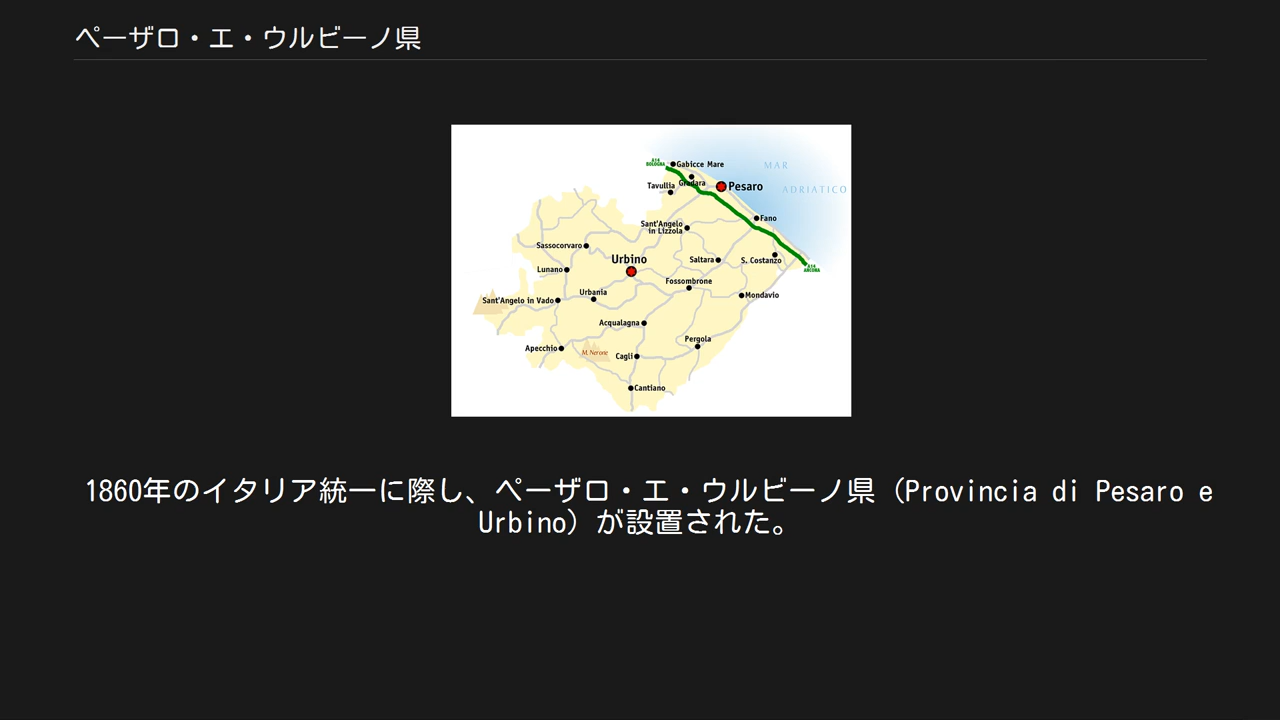 ペーザロ・エ・ウルビーノ県
A14
BOLOGNA
Gabicce Mare
MAR
ADRIATICO
Tavullia
Gradara
Pesaro
Fano
Sant'Angelo
in Lizzola
Sassocorvaro
Urbino
Saltara
S. Costanzo
A14
ANCONA
Lunano
Fossombrone
Urbania
Mondavio
Sant'Angelo in Vado
Acqualagna
Pergola
Apecchio
M. Nerone
Cagli
Cantiano
1860年のイタリア統一に際し、ペーザロ・エ・ウルビーノ県（Provincia di Pesaro e
Urbino）が設置された。